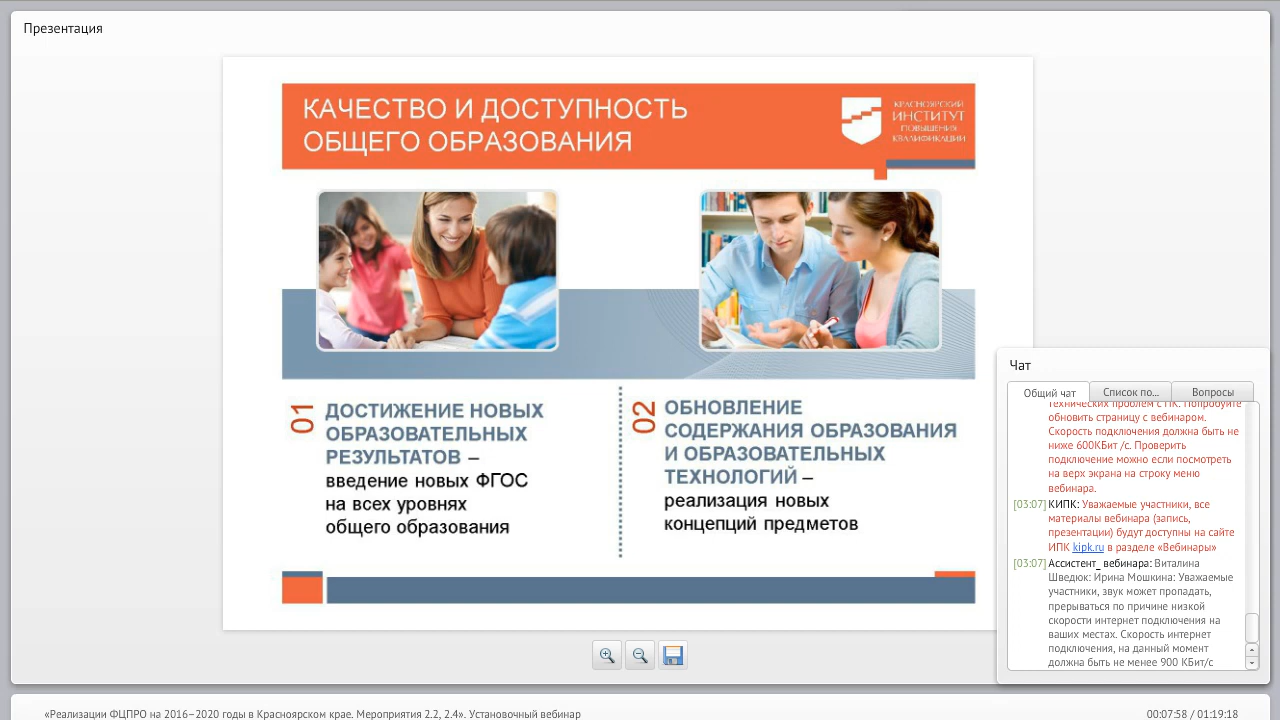 Презентация
КАЧЕСТВО И ДОСТУПНОСТЬ
ОБЩЕГО ОБРАЗОВАНИЯ
КРАСНОЯРСКИЙ
ИНСТИТУТ
ПОВЫШЕНИЯ
КВАЛИФИКАЦИИ
01
ДОСТИЖЕНИЕ НОВЫХ
ОБРАЗОВАТЕЛЬНЫХ
РЕЗУЛЬТАТОВ –
введение новых ФГОС
на всех уровнях
общего образования
02
ОБНОВЛЕНИЕ
СОДЕРЖАНИЯ ОБРАЗОВАНИЯ
И ОБРАЗОВАТЕЛЬНЫХ
ТЕХНОЛОГИЙ –
реализация новых
концепций предметов
Чат
Общий чат
Список по...
Вопросы
технических проблем с ПК. Попробуйте
обновить страницу с вебинаром.
Скорость подключения должна быть не
ниже 600КБит /с. Проверить
подключение можно если посмотреть
на верх экрана на строку меню
вебинара.
[03:07] КИПК: Уважаемые участники, все
материалы вебинара (запись,
презентации) будут доступны на сайте
ИПК kipk.ru в разделе «Вебинары»
[03:07] Ассистент_ вебинара: Виталина
Шведюк: Ирина Мошкина: Уважаемые
участники, звук может пропадать,
прерываться по причине низкой
скорости интернет подключения на
ваших местах. Скорость интернет
подключения, на данный момент
должна быть не менее 900 КБит/с
«Реализации ФЦПРО на 2016–2020 годы в Красноярском крае. Мероприятия 2.2, 2.4». Установочный вебинар
00:07:58 / 01:19:18